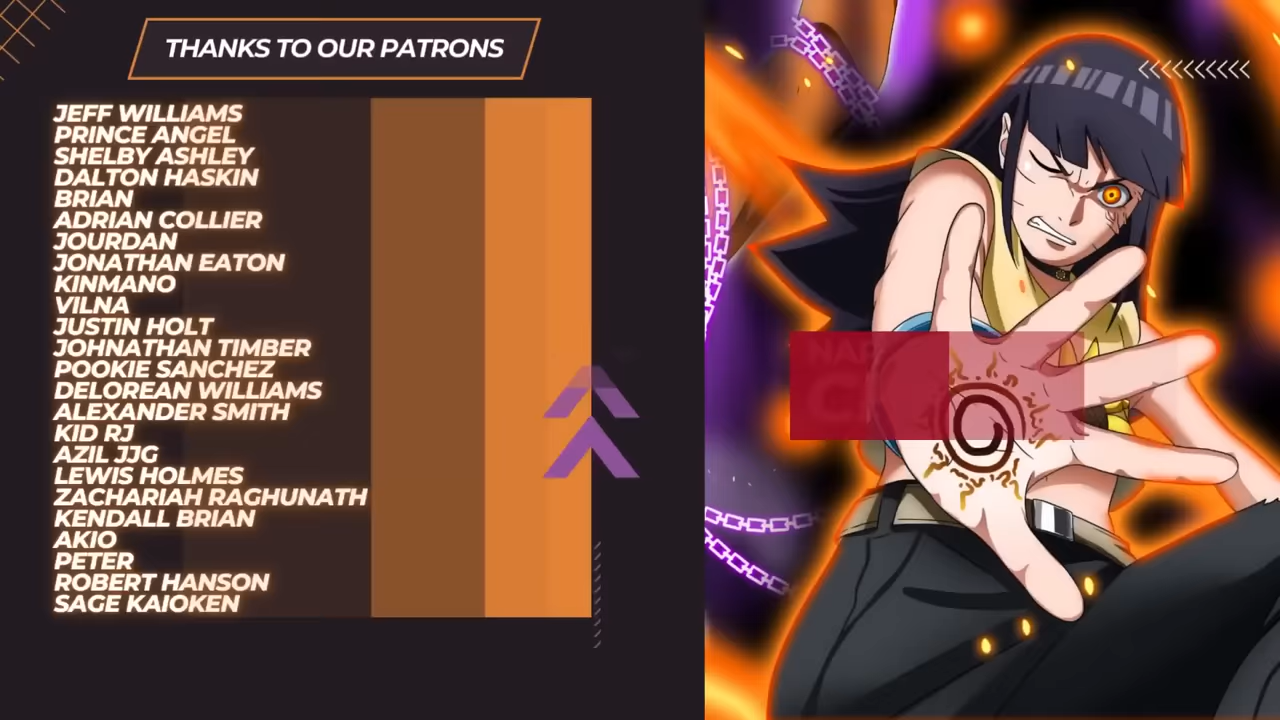 THANKS TO OUR PATRONS
JEFF WILLIAMS
PRINCE ANGEL
SHELBY ASHLEY
DALTON HASKIN
BRIAN
ADRIAN COLLIER
JOURDAN
JONATHAN EATON
KINMANO
VILNA
JUSTIN HOLT
JOHNATHAN TIMBER
POOKIE SANCHEZ
DELOREAN WILLIAMS
ALEXANDER SMITH
KID RJ
AZIL JJG
LEWIS HOLMES
ZACHARIAH RAGHUNATH
KENDALL BRIAN
AKIO
PETER
ROBERT HANSON
SAGE KAIOKEN